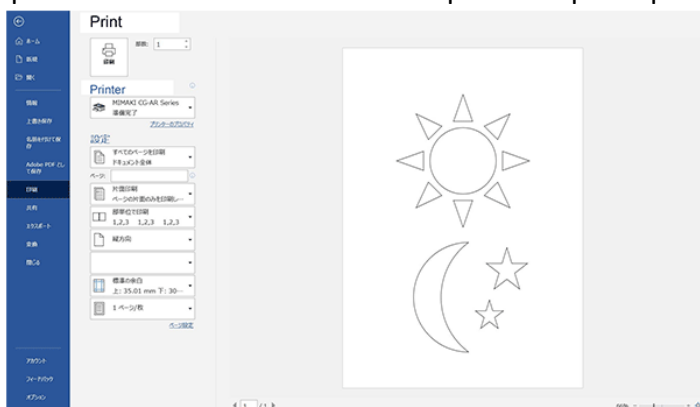 Print
ホーム
新規
開く
情報
上書き保存
名前を付けて保
存
Adobe PDF とし
て保存
印刷
共有
エクスポート
変換
閉じる
アカウント
フィードバック
オプション
印刷
部数: 1
Printer
MIMAKI CG-AR Series
準備完了
プリンターのプロパティ
設定
すべてのページを印刷
ドキュメント全体
ページ:
片面印刷
ページの片面のみを印刷し…
部単位で印刷
1,2,3 1,2,3 1,2,3
縦方向
標準の余白
上: 35.01 mm 下: 30…
1 ページ/枚
ページ設定
1 / 1